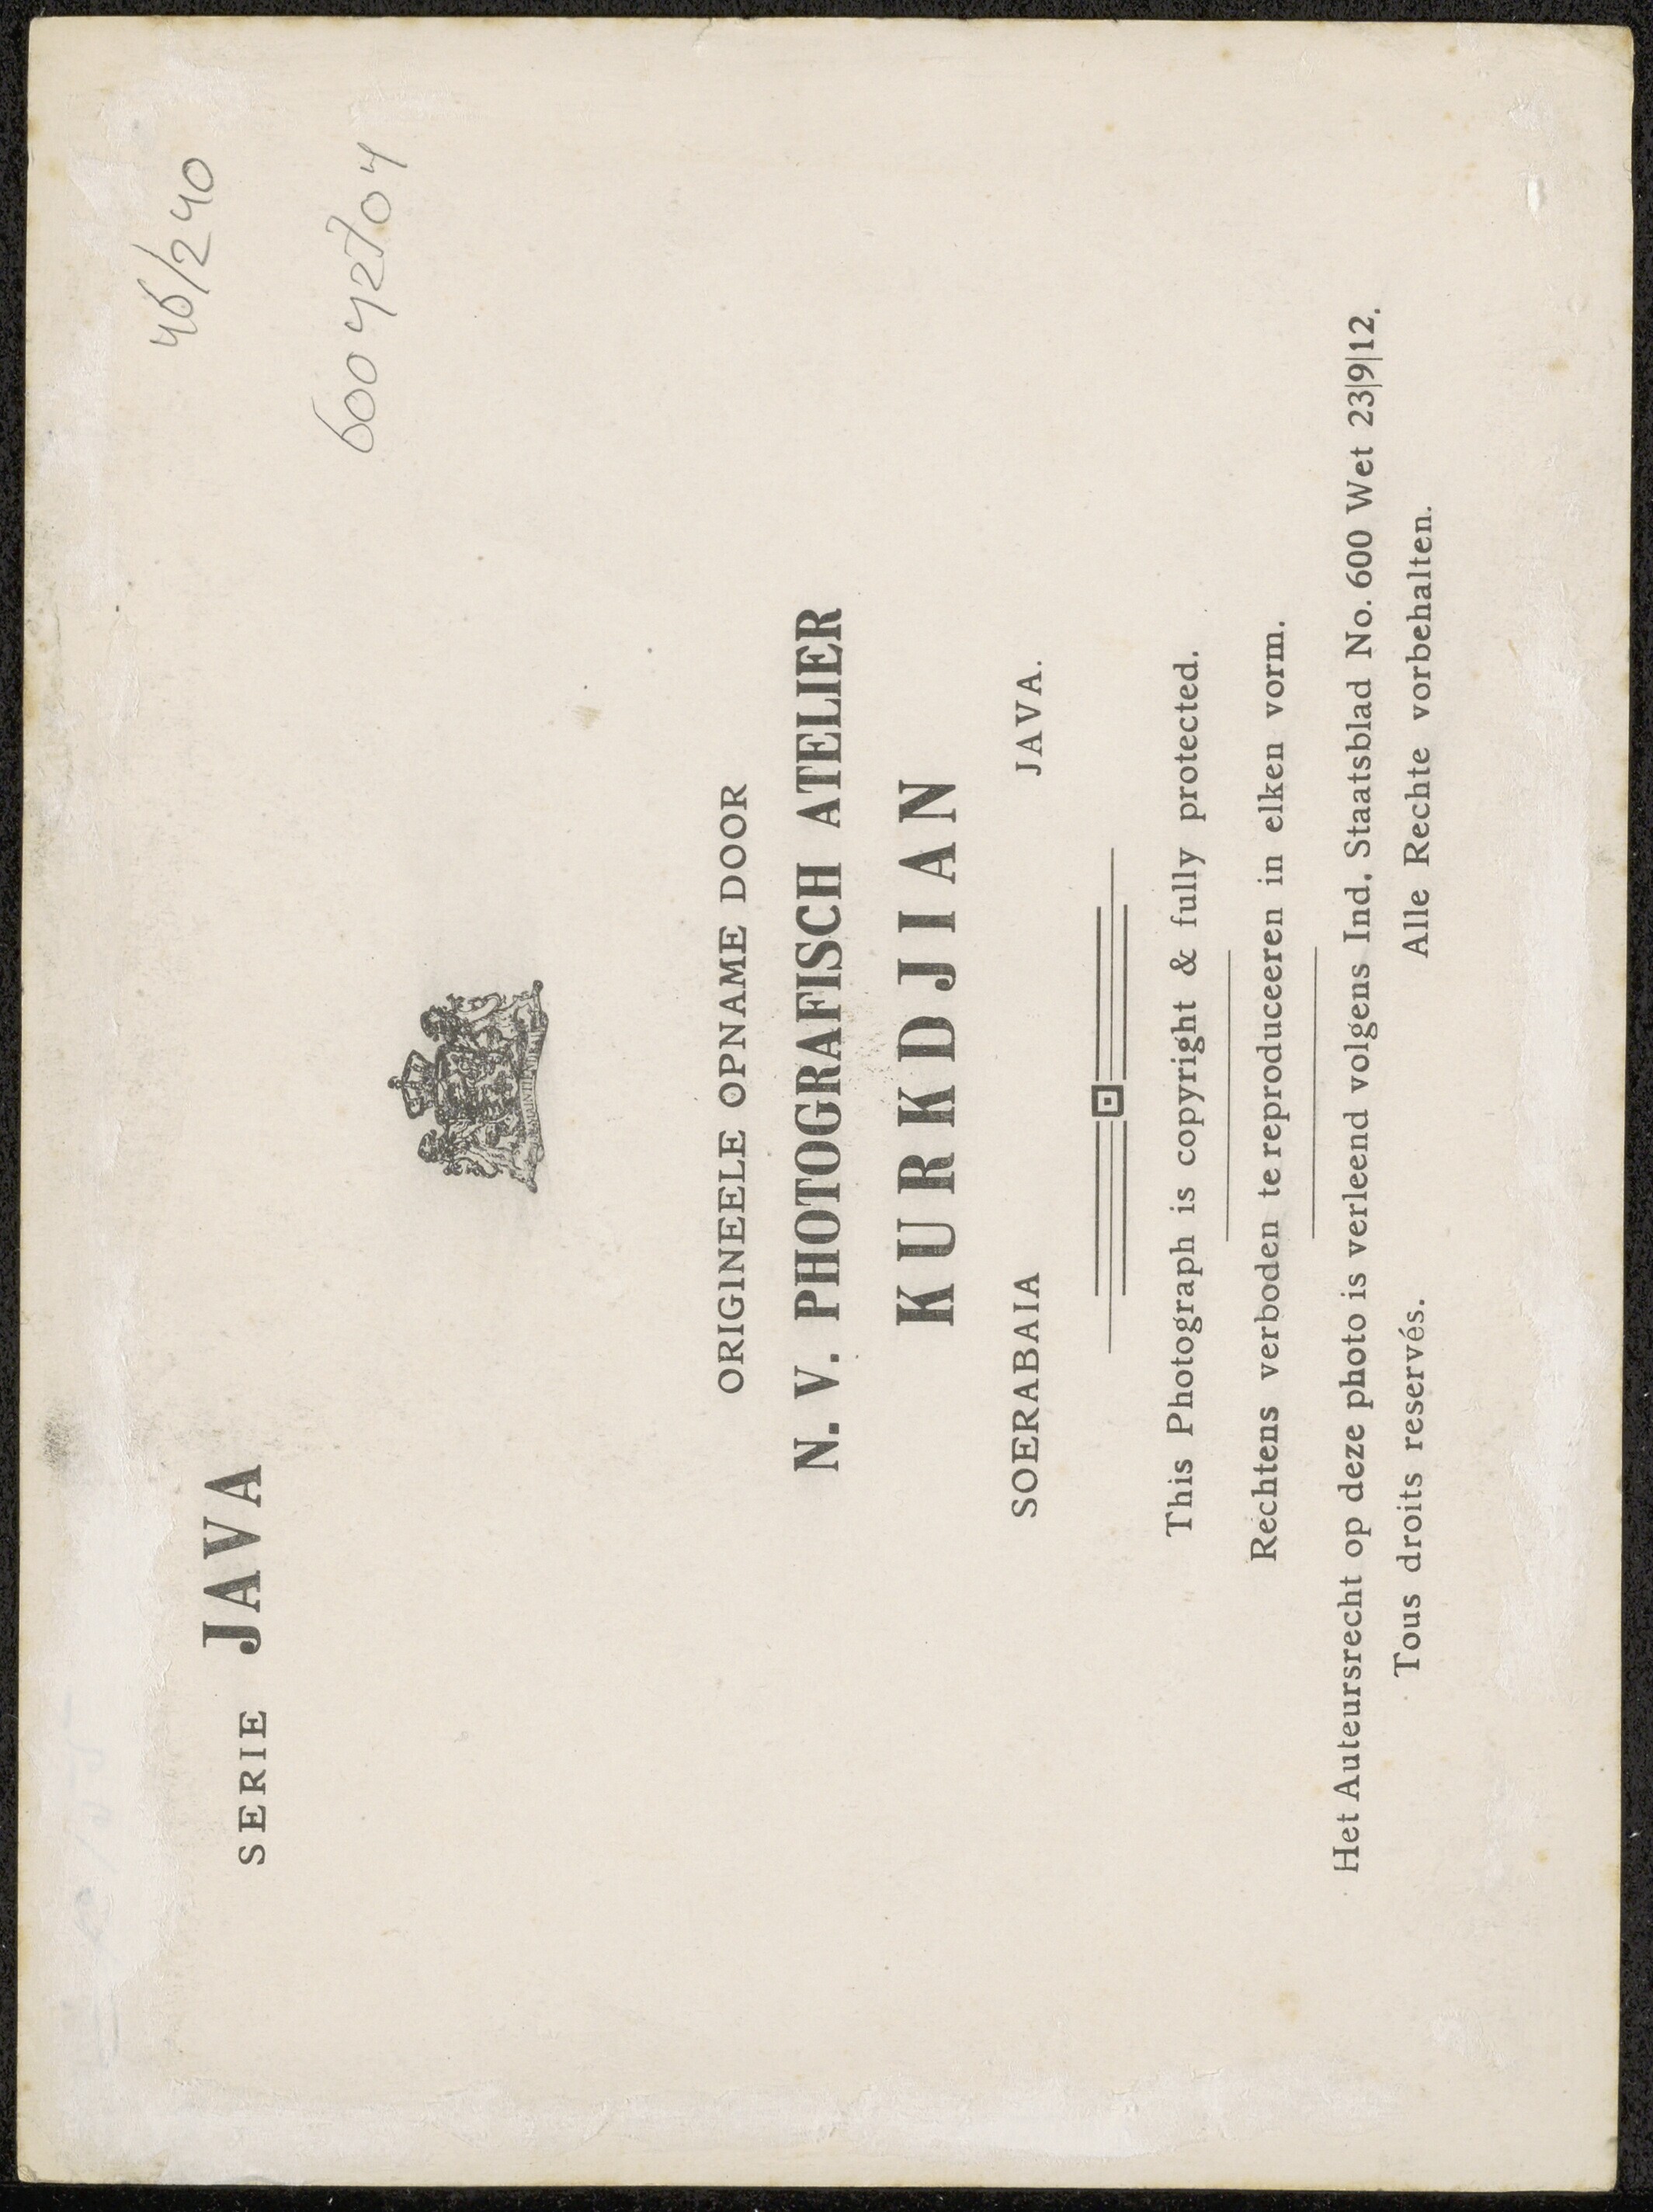 46/240
60042704
SERIE JAVA
ORIGINEELE OPNAME DOOR
N. V. PHOTOGRAFISCH ATELIER
KURKDJIAN
SOERABAIA JAVA.
This Photograph is copyright & fully protected.
Rechtens verboden te reproduceeren in elken vorm.
Het Auteursrecht op deze photo is verleend volgens Ind. Staatsblad No. 600 Wet 23|9|12.
Tous droits reservés. Alle Rechte vorbehalten.